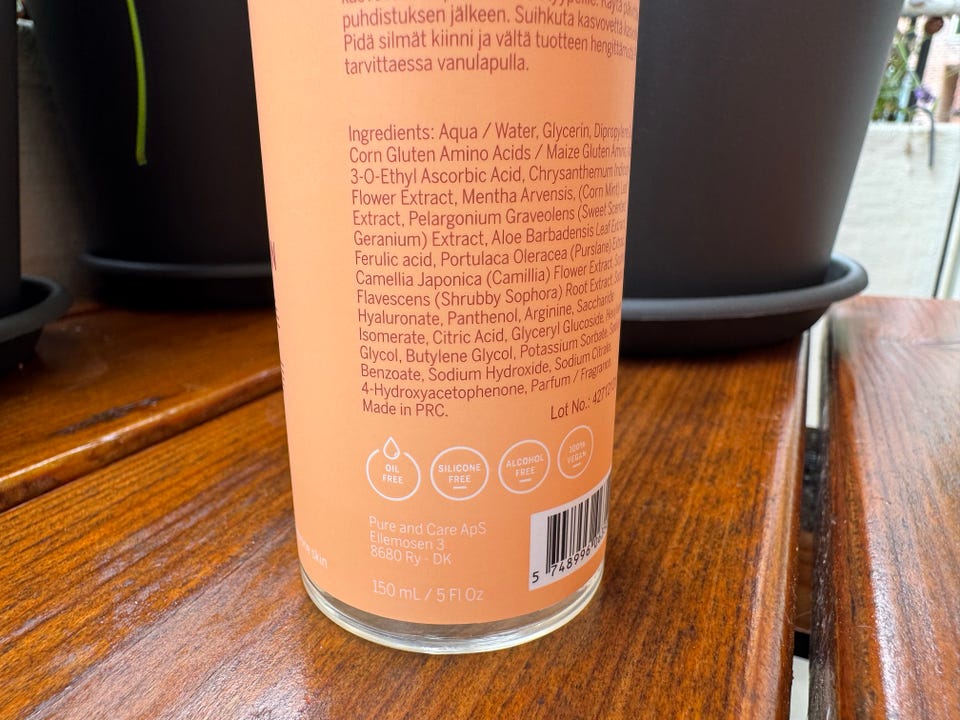 puhdistuksen jälkeen. Suihkuta kasvovettä
Pidä silmät kiinni ja vältä tuotteen
tarvittaessa vanulapulla.
Ingredients: Aqua / Water, Glycerin,
Corn Gluten Amino Acids / Maize Gluten
3-O-Ethyl Ascorbic Acid, Chrysanthemum
Flower Extract, Mentha Arvensis, (Corn Mint)
Extract, Pelargonium Graveolens (Sweet
Geranium) Extract, Aloe Barbadensis Leaf
Ferulic acid, Portulaca Oleracea (Purslane)
Camellia Japonica (Camillia) Flower Extract,
Flavescens (Shrubby Sophora) Root Extract,
Hyaluronate, Panthenol, Arginine, Saccharide
Isomerate, Citric Acid, Glyceryl Glucoside,
Glycol, Butylene Glycol, Potassium Sorbate,
Benzoate, Sodium Hydroxide, Sodium Citrate,
4-Hydroxyacetophenone, Parfum / Fragrance
Made in PRC.
Lot No.:
OIL
FREE
SILICONE
FREE
ALCOHOL
FREE
100%
VEGAN
Pure and Care ApS
Ellemosen 3
8680 Ry - DK
5 748996
skin
150 mL / 5 Fl Oz